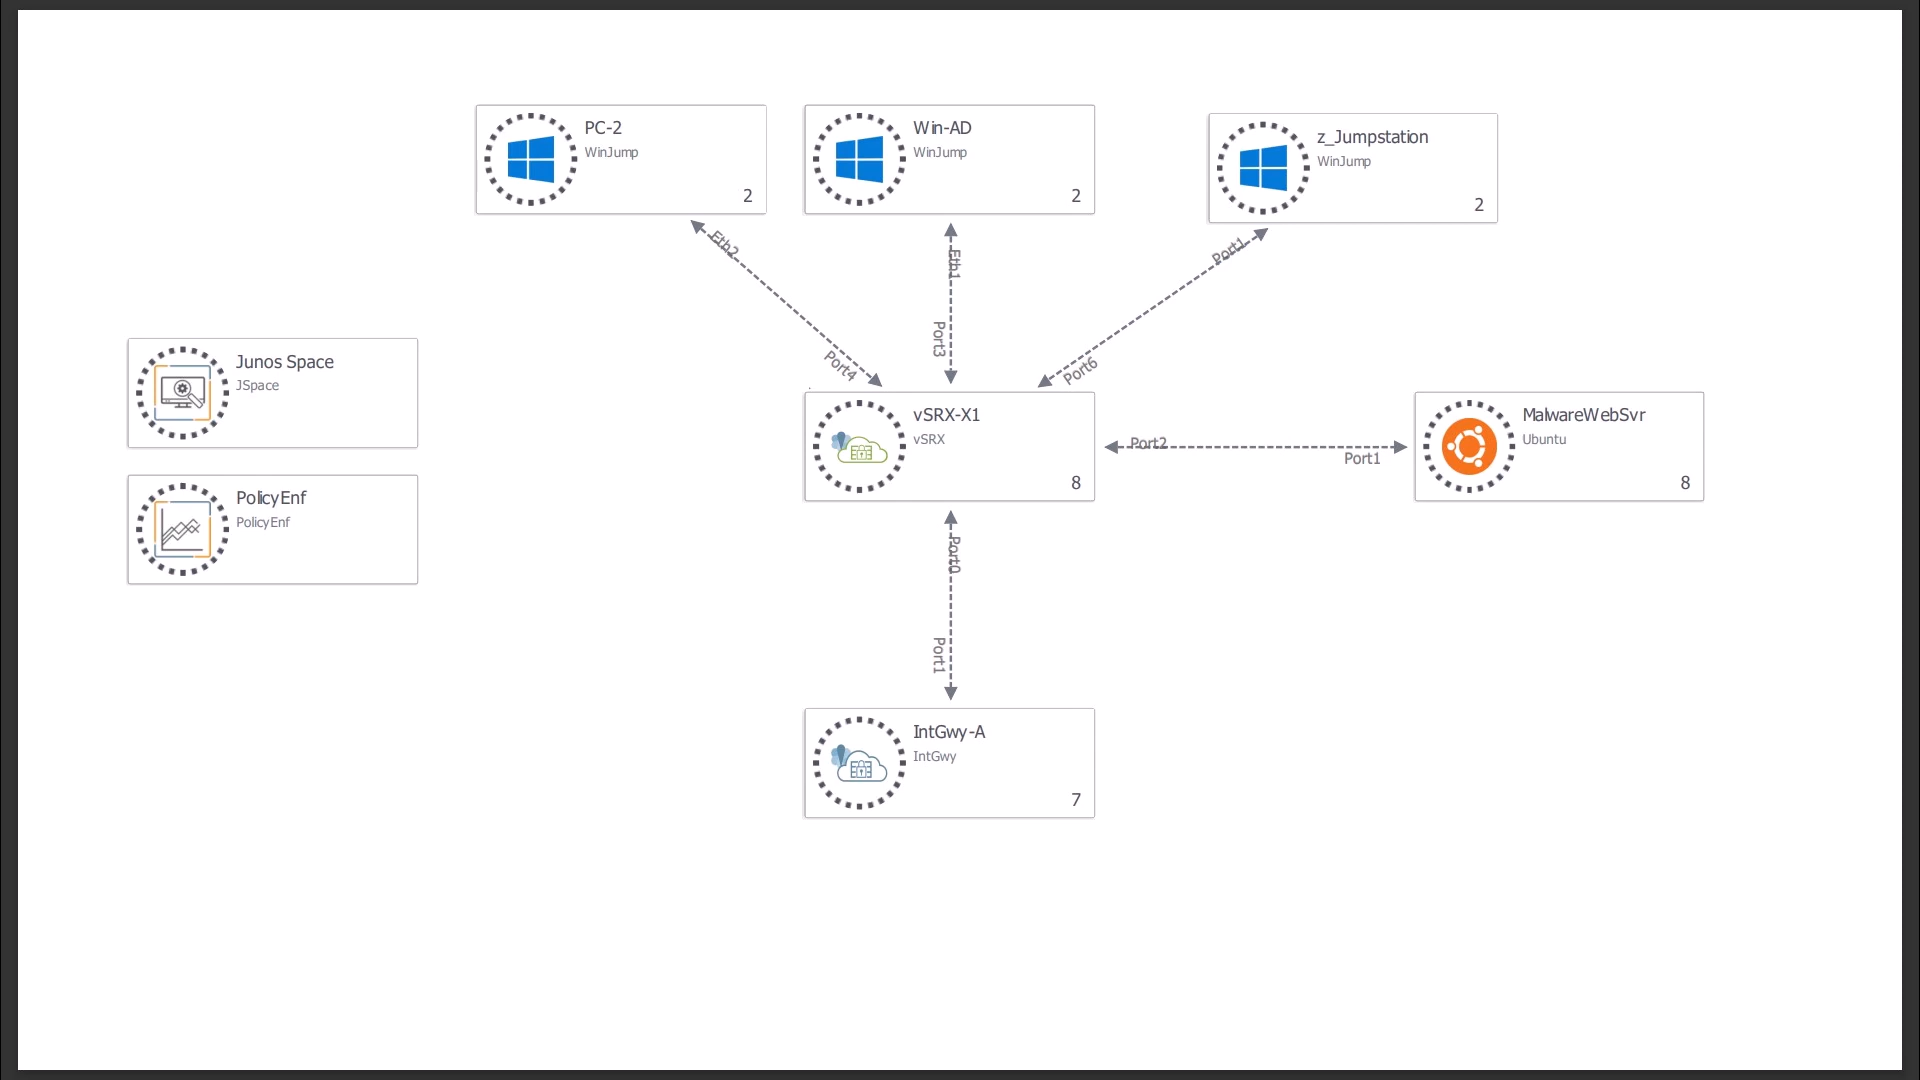 PC-2
WinJump
2
Win-AD
WinJump
2
z_Jumpstation
WinJump
2
Eth2
Eth1
Port1
Port4
Port3
Port6
Junos Space
JSpace
PolicyEnf
PolicyEnf
vSRX-X1
vSRX
8
Port2
Port1
MalwareWebSvr
Ubuntu
8
Port0
Port1
IntGwy-A
IntGwy
7